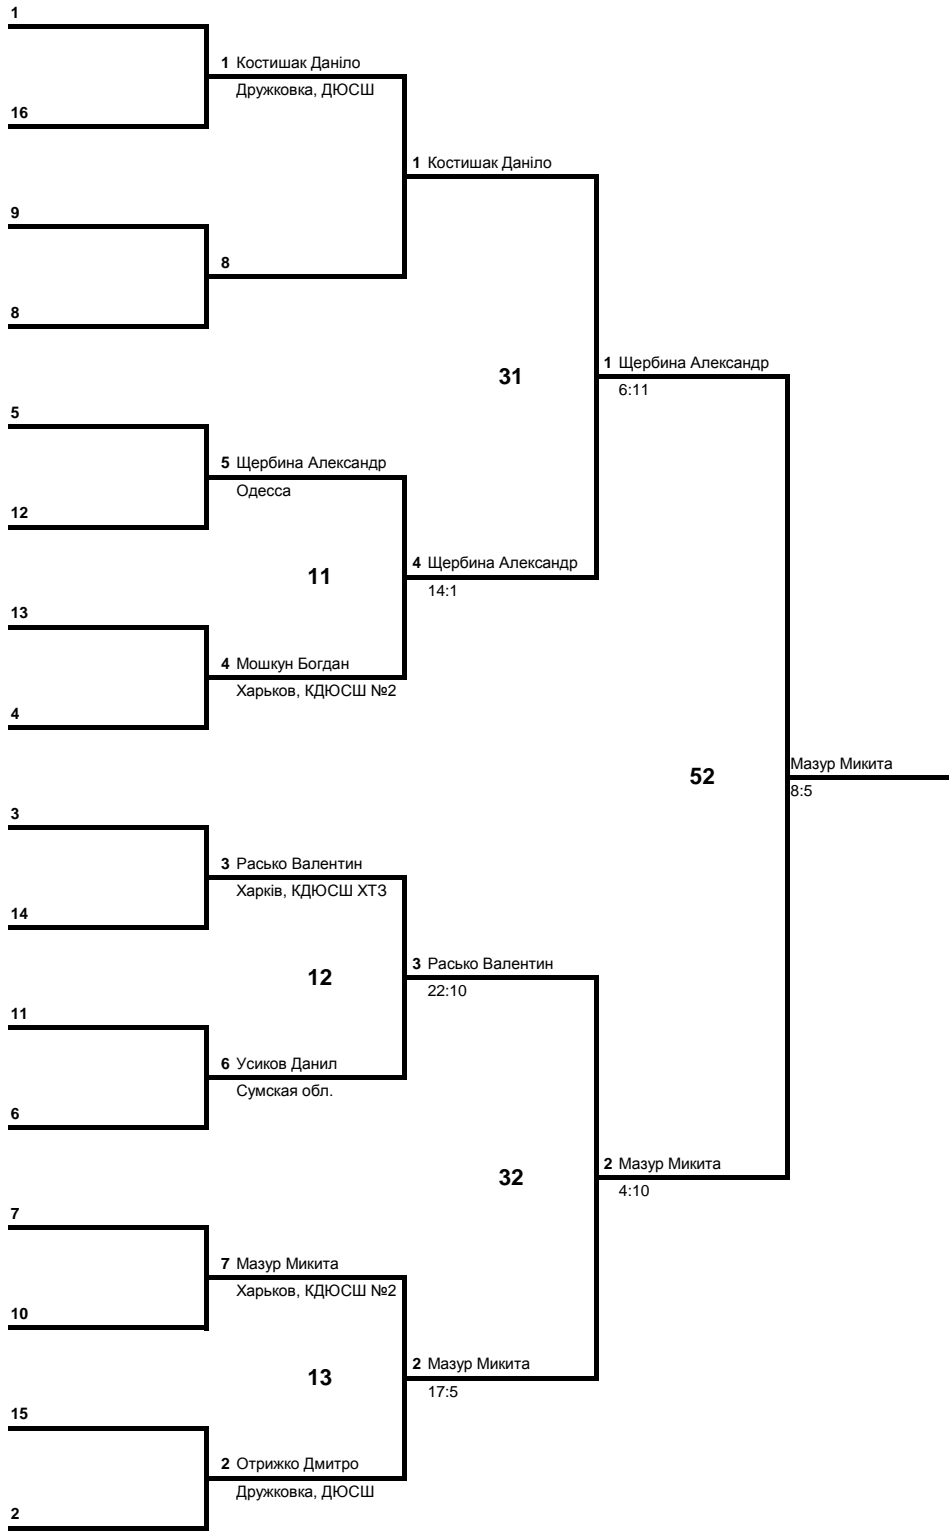 1
1 Костишак Даніло
Дружковка, ДЮСШ
16
1 Костишак Даніло
9
8
8
1 Щербина Александр
31
6:11
5
5 Щербина Александр
Одесса
12
4 Щербина Александр
11
14:1
13
4 Мошкун Богдан
Харьков, КДЮСШ №2
4
Мазур Микита
52
8:5
3
3 Расько Валентин
Харків, КДЮСШ ХТЗ
14
3 Расько Валентин
12
22:10
11
6 Усиков Данил
Сумская обл.
6
2 Мазур Микита
32
4:10
7
7 Мазур Микита
Харьков, КДЮСШ №2
10
2 Мазур Микита
13
17:5
15
2 Отрижко Дмитро
Дружковка, ДЮСШ
2